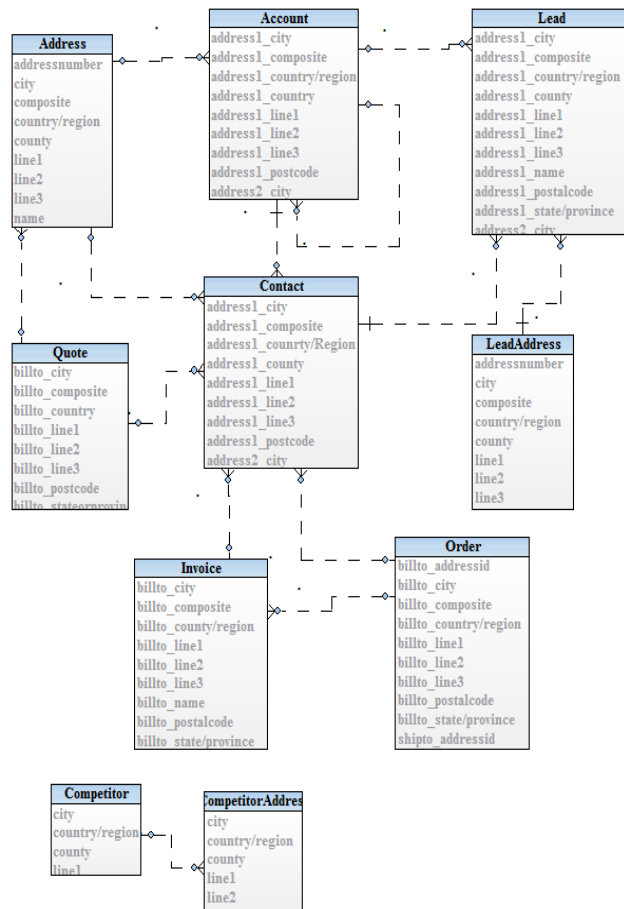 Address
addressnumber
city
composite
country/region
county
line1
line2
line3
name
Account
address1_city
address1_composite
address1_country/region
address1_country
address1_line1
address1_line2
address1_line3
address1_postcode
address2_city
Lead
address1_city
address1_composite
address1_country/region
address1_county
address1_line1
address1_line2
address1_line3
address1_name
address1_postalcode
address1_state/province
address2_city
Quote
billto_city
billto_composite
billto_country
billto_line1
billto_line2
billto_line3
billto_postcode
billto_stateorprovin
Contact
address1_city
address1_composite
address1_counrty/Region
address1_county
address1_line1
address1_line2
address1_line3
address1_postcode
address2_city
LeadAddress
addressnumber
city
composite
country/region
county
line1
line2
line3
Invoice
billto_city
billto_composite
billto_county/region
billto_line1
billto_line2
billto_line3
billto_name
billto_postalcode
billto_state/province
Order
billto_addressid
billto_city
billto_composite
billto_country/region
billto_line1
billto_line2
billto_line3
billto_postalcode
billto_state/province
shipto_addressid
Competitor
city
country/region
county
line1
CompetitorAddres
city
country/region
county
line1
line2